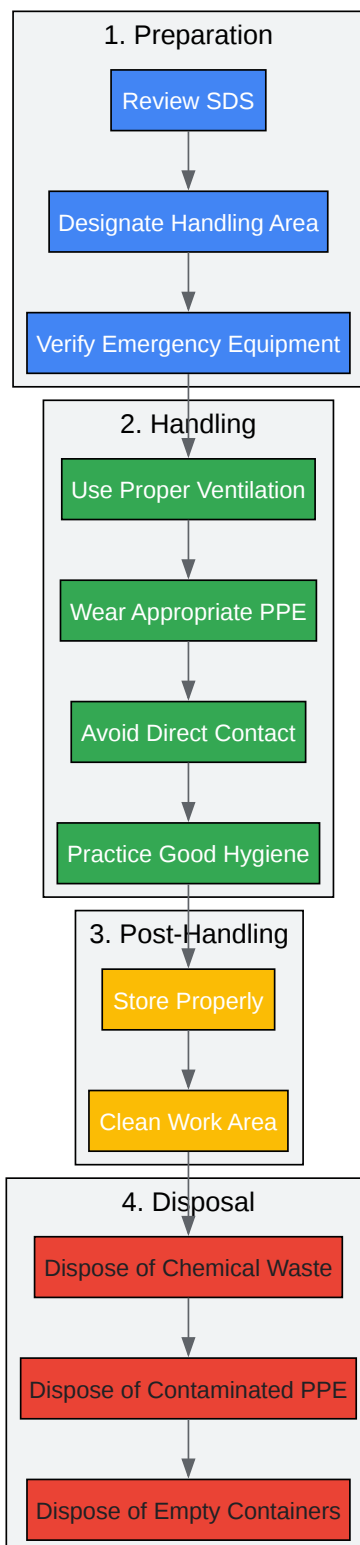 1. Preparation
Review SDS
Designate Handling Area
Verify Emergency Equipment
2. Handling
Use Proper Ventilation
Wear Appropriate PPE
Avoid Direct Contact
Practice Good Hygiene
3. Post-Handling
Store Properly
Clean Work Area
4. Disposal
Dispose of Chemical Waste
Dispose of Contaminated PPE
Dispose of Empty Containers